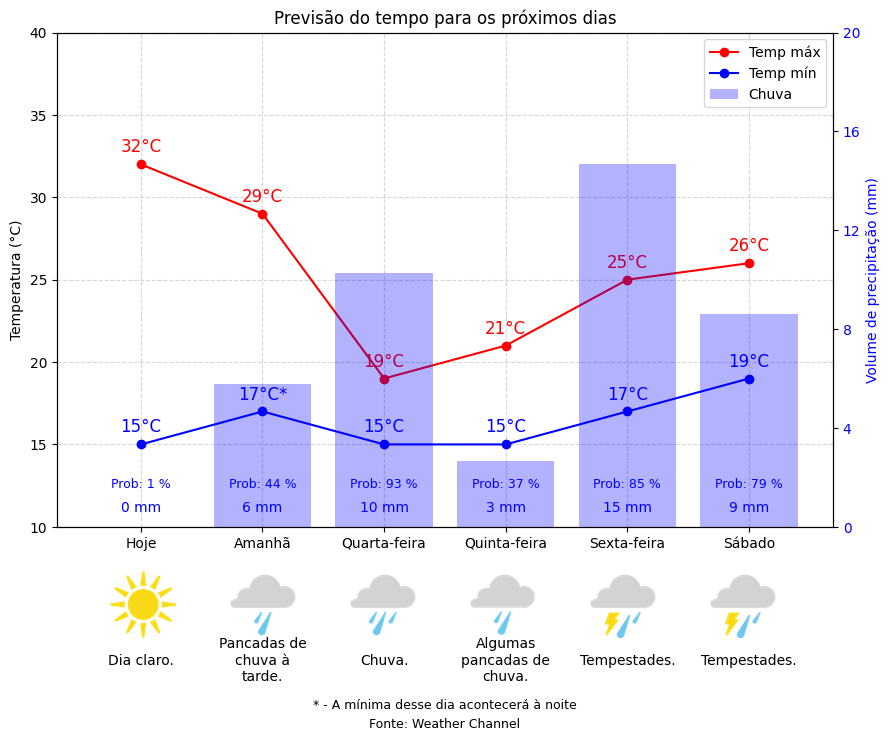 Previsão do tempo para os próximos dias
Temperatura (°C)
40
35
30
25
20
15
10
Volume de precipitação (mm)
20
16
12
8
4
0
Temp máx
Temp mín
Chuva
32°C
29°C
19°C
21°C
25°C
26°C
15°C
17°C*
15°C
15°C
17°C
19°C
Prob: 1 %
Prob: 44 %
Prob: 93 %
Prob: 37 %
Prob: 85 %
Prob: 79 %
0 mm
6 mm
10 mm
3 mm
15 mm
9 mm
Hoje
Amanhã
Quarta-feira
Quinta-feira
Sexta-feira
Sábado
Dia claro.
Pancadas de
chuva à
tarde.
Chuva.
Algumas
pancadas de
chuva.
Tempestades.
Tempestades.
* - A mínima desse dia acontecerá à noite
Fonte: Weather Channel